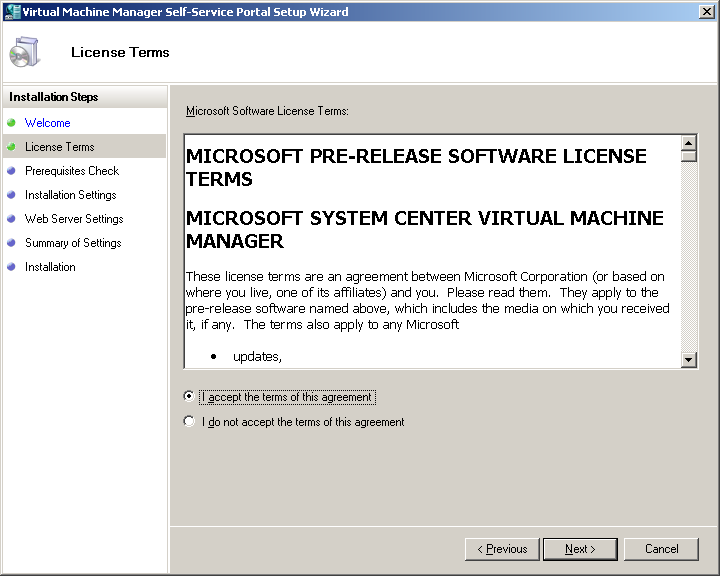 Virtual Machine Manager Self-Service Portal Setup Wizard
License Terms
Installation Steps
Welcome
License Terms
Prerequisites Check
Installation Settings
Web Server Settings
Summary of Settings
Installation
Microsoft Software License Terms:
MICROSOFT PRE-RELEASE SOFTWARE LICENSE
TERMS
MICROSOFT SYSTEM CENTER VIRTUAL MACHINE
MANAGER
These license terms are an agreement between Microsoft Corporation (or based on
where you live, one of its affiliates) and you.  Please read them.  They apply to the
pre-release software named above, which includes the media on which you received
it, if any.  The terms also apply to any Microsoft
• updates,
I accept the terms of this agreement
I do not accept the terms of this agreement
< Previous
Next >
Cancel